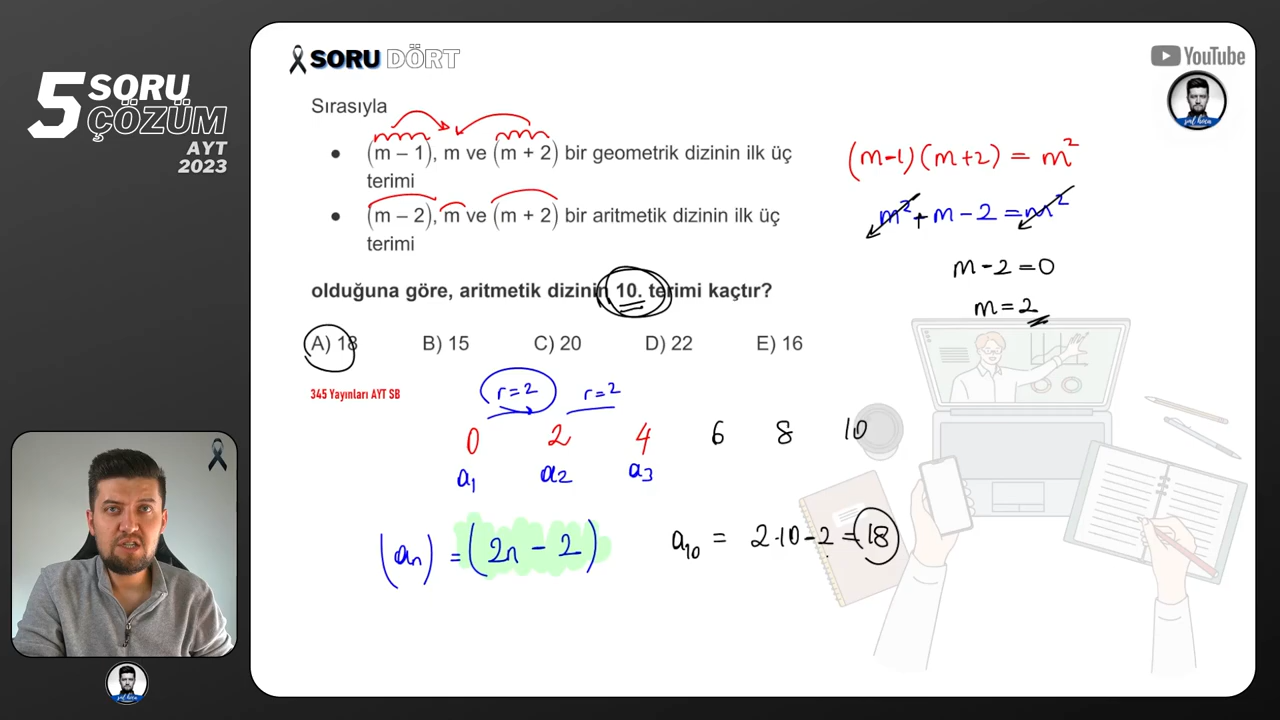 5 SORU
ÇÖZÜM
AYT
2023
SORU DÖRT
YouTube
Sırasıyla
• (m – 1), m ve (m + 2) bir geometrik dizinin ilk üç
terimi
• (m – 2), m ve (m + 2) bir aritmetik dizinin ilk üç
terimi
olduğuna göre, aritmetik dizinin 10. terimi kaçtır?
A) 18 B) 15 C) 20 D) 22 E) 16
345 Yayınları AYT SB
(m-1)(m+2) = m²
m² + m - 2 = m²
m - 2 = 0
m = 2
r = 2 r = 2
0 2 4 6 8 10
a₁ a₂ a₃
(aₙ) = (2n - 2)
a₁₀ = 2·10 - 2 = 18